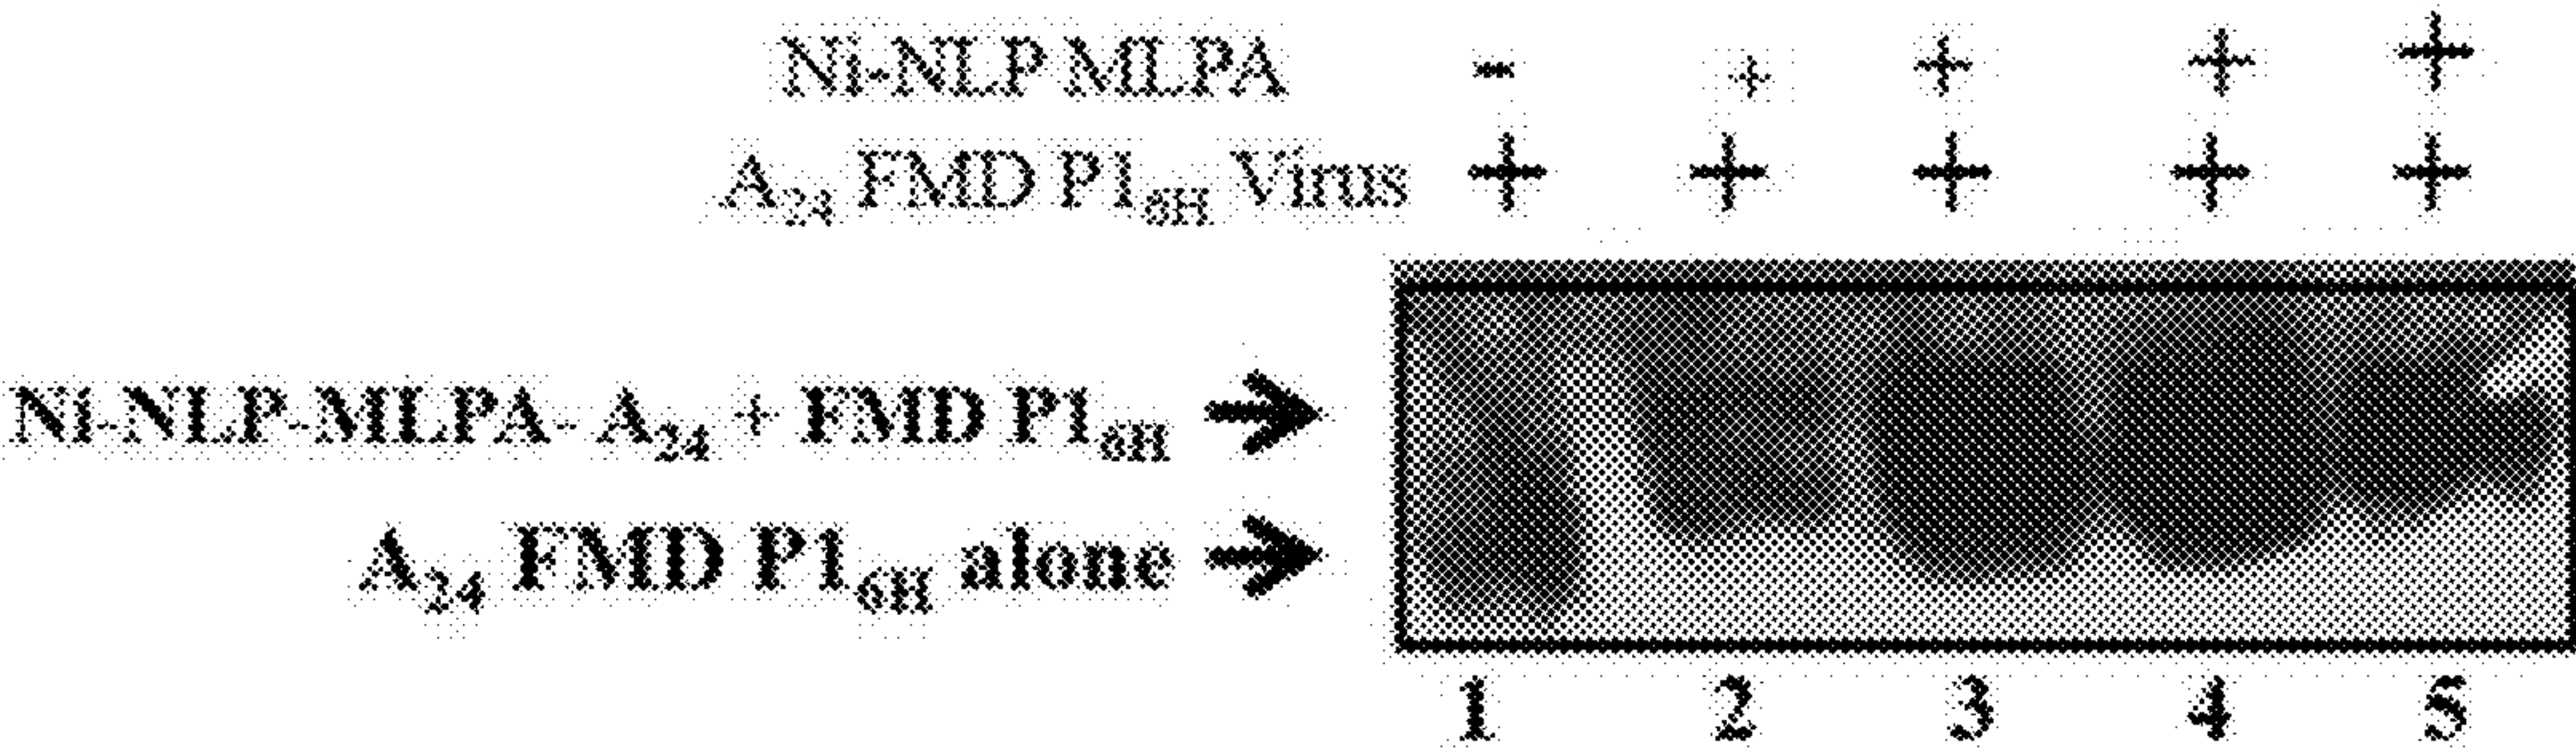 Ni-NLP MLPA - + + + +
A24 FMD P16H Virus + + + + +
Ni-NLP-MLPA- A24 + FMD P16H →
A24 FMD P16H alone →
1 2 3 4 5